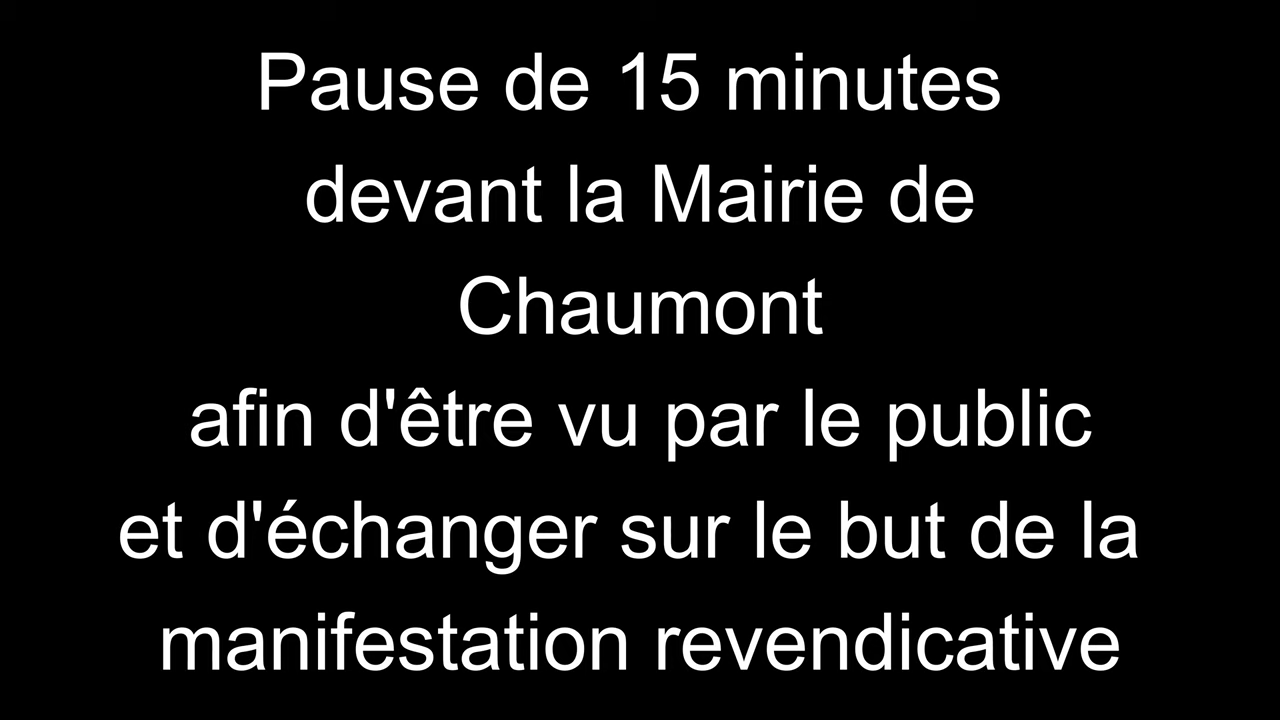 Pause de 15 minutes
devant la Mairie de
Chaumont
afin d'être vu par le public
et d'échanger sur le but de la
manifestation revendicative